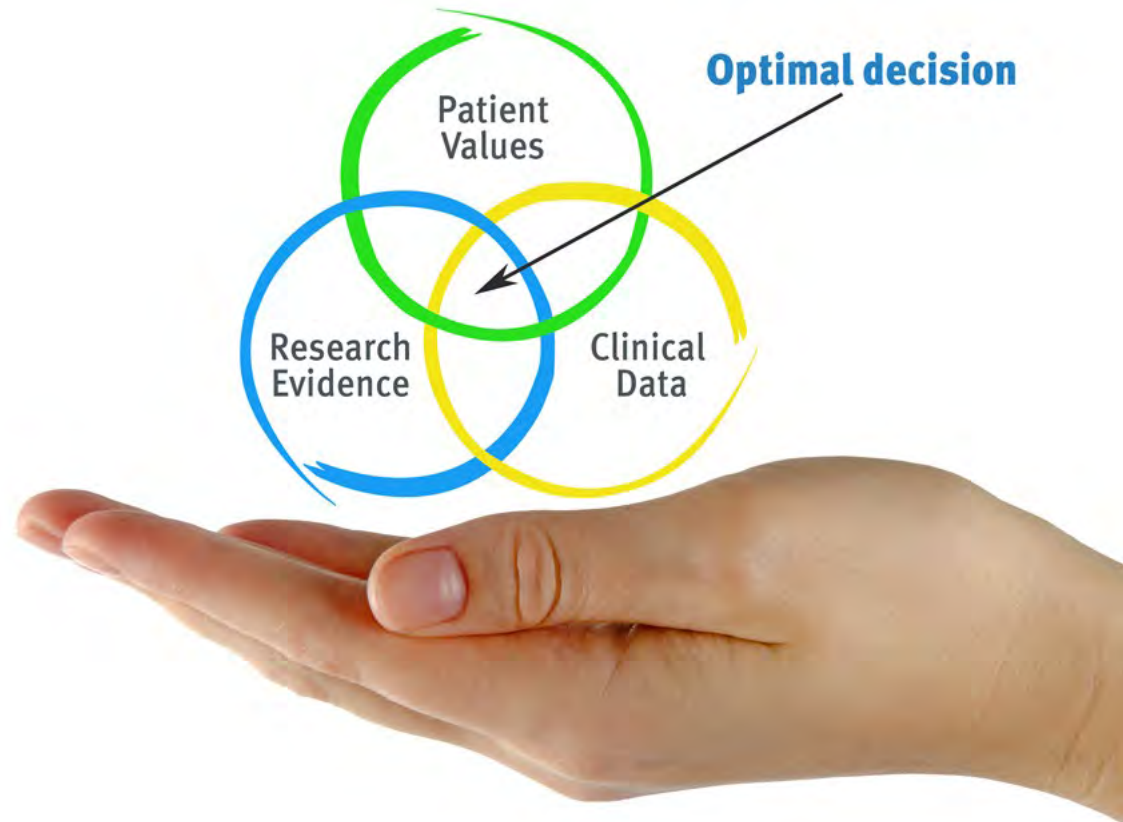 Optimal decision
Patient
Values
Research
Evidence
Clinical
Data